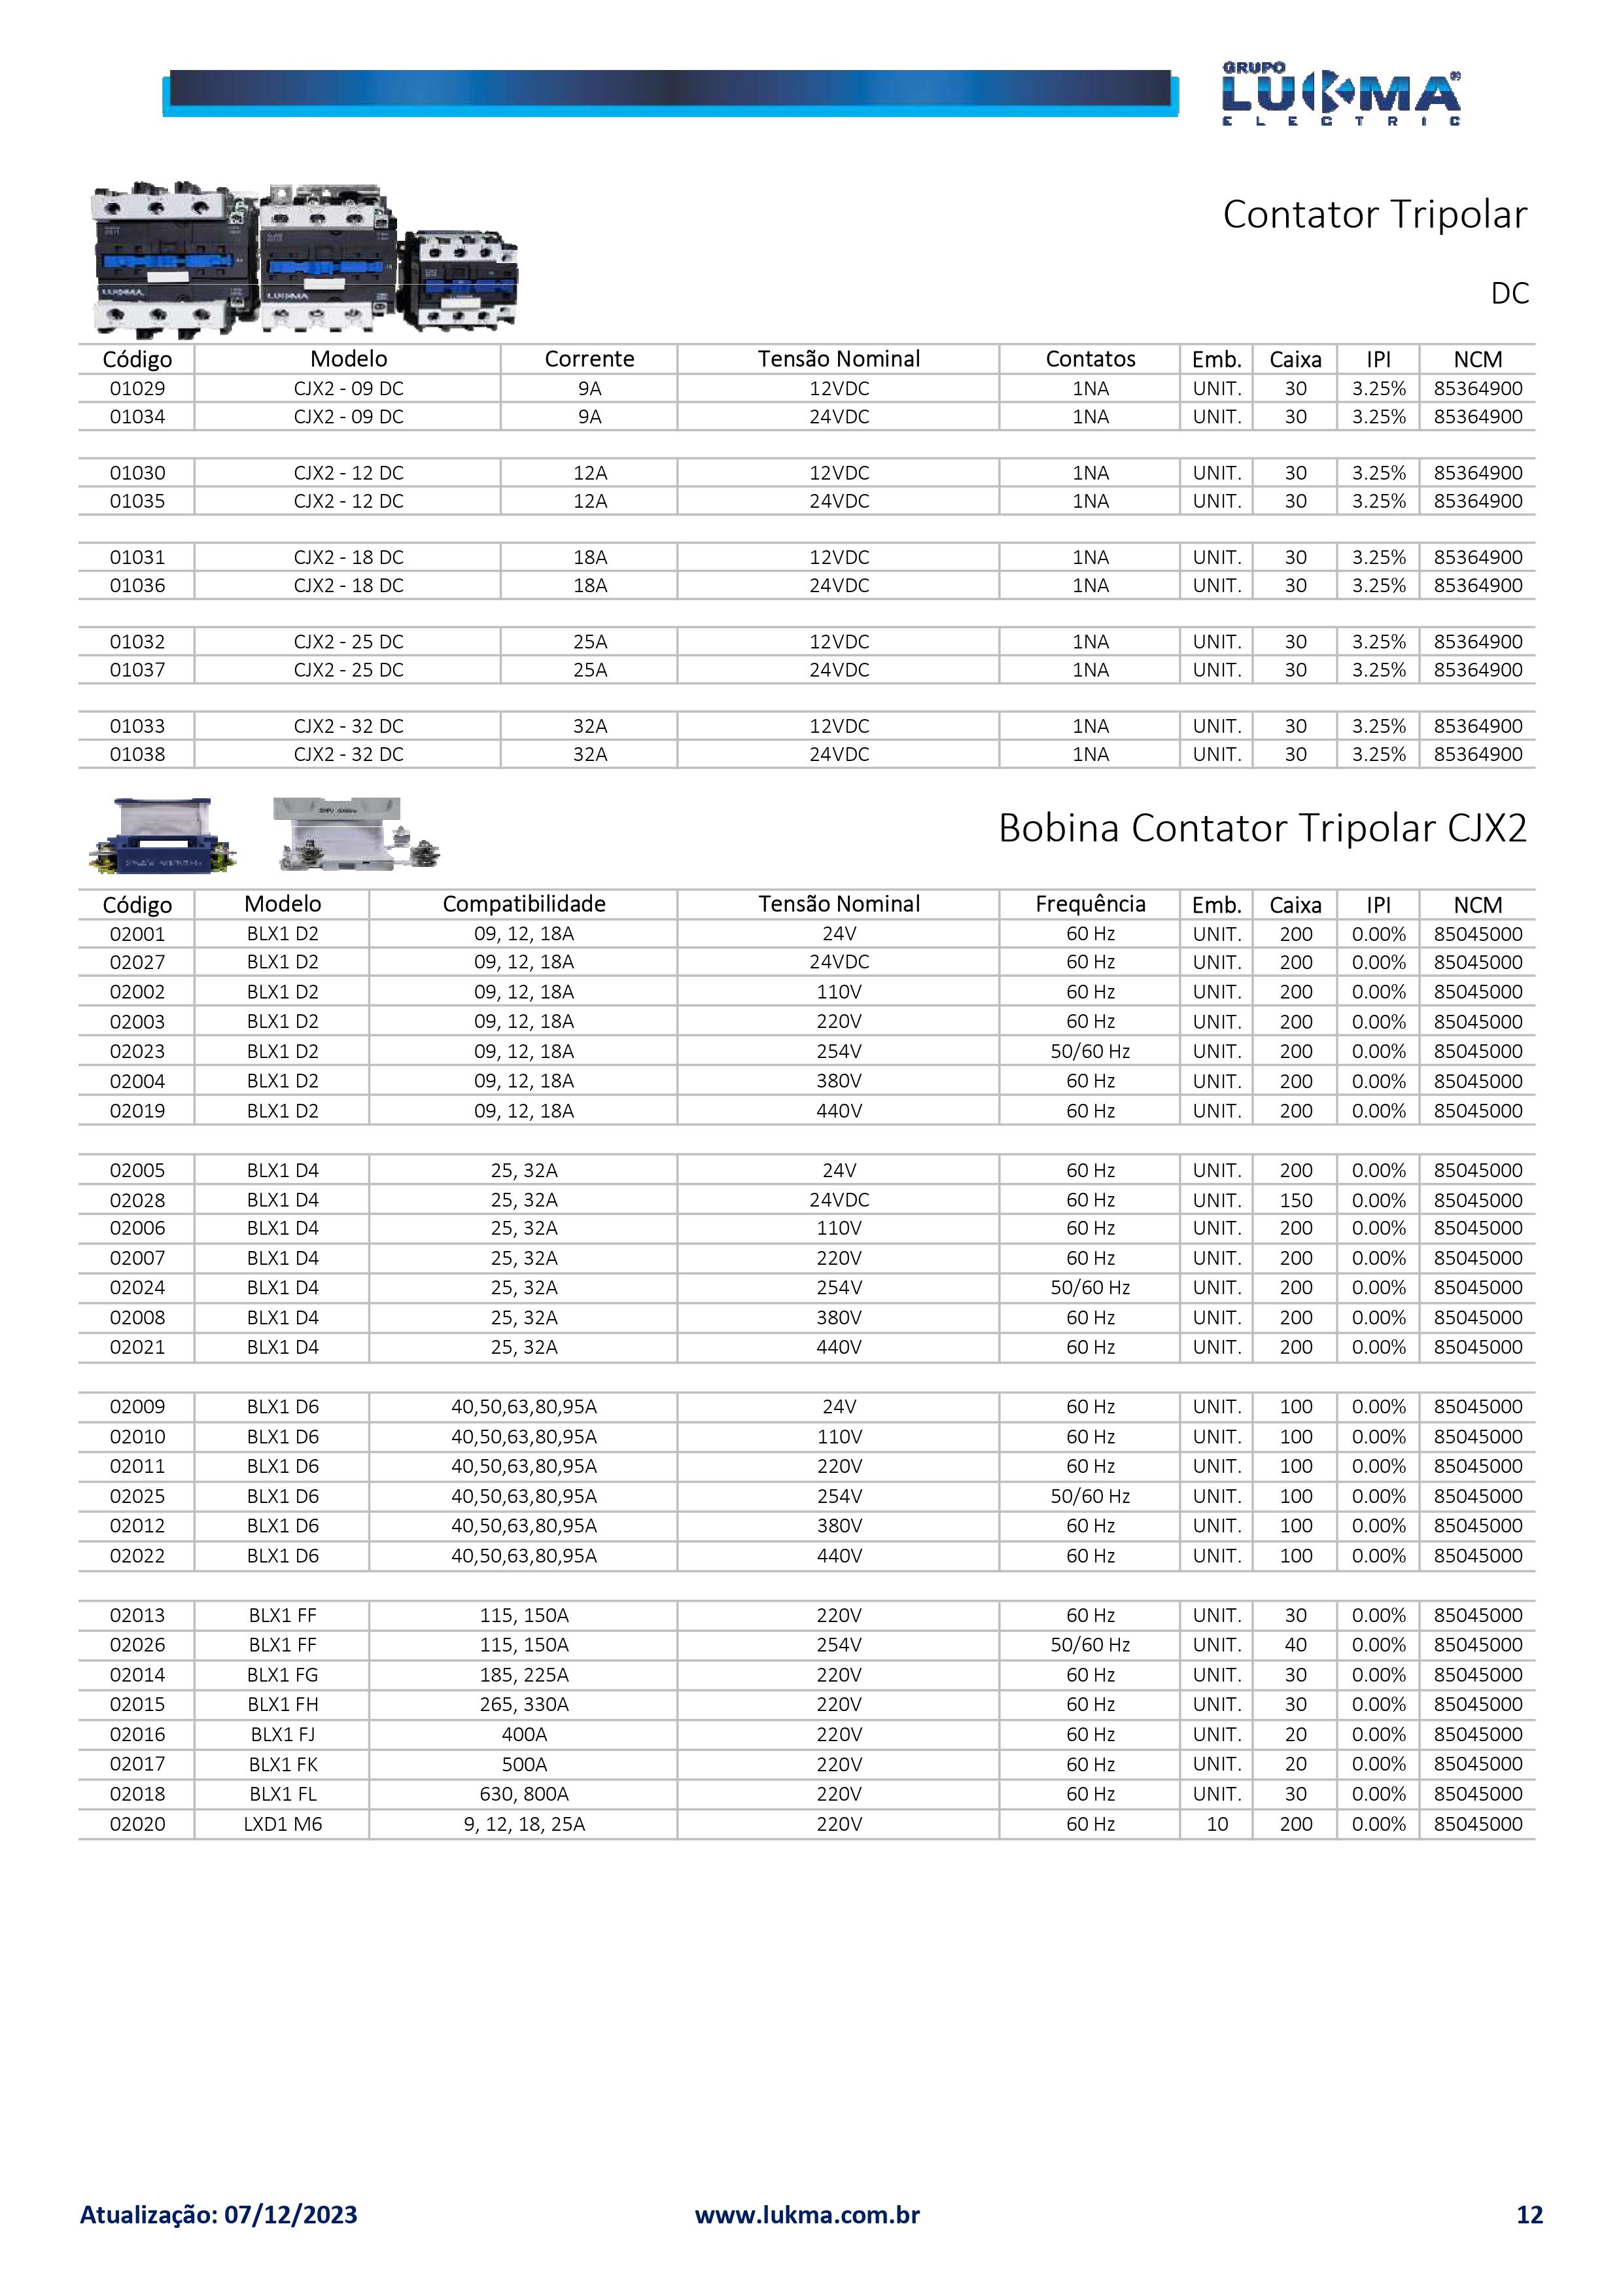 GRUPO
LUKMA®
ELECTRIC
Contator Tripolar
DC
LUKMA
LUKMA
Código Modelo Corrente Tensão Nominal Contatos Emb. Caixa IPI NCM
01029 CJX2 - 09 DC 9A 12VDC 1NA UNIT. 30 3.25% 85364900
01034 CJX2 - 09 DC 9A 24VDC 1NA UNIT. 30 3.25% 85364900
01030 CJX2 - 12 DC 12A 12VDC 1NA UNIT. 30 3.25% 85364900
01035 CJX2 - 12 DC 12A 24VDC 1NA UNIT. 30 3.25% 85364900
01031 CJX2 - 18 DC 18A 12VDC 1NA UNIT. 30 3.25% 85364900
01036 CJX2 - 18 DC 18A 24VDC 1NA UNIT. 30 3.25% 85364900
01032 CJX2 - 25 DC 25A 12VDC 1NA UNIT. 30 3.25% 85364900
01037 CJX2 - 25 DC 25A 24VDC 1NA UNIT. 30 3.25% 85364900
01033 CJX2 - 32 DC 32A 12VDC 1NA UNIT. 30 3.25% 85364900
01038 CJX2 - 32 DC 32A 24VDC 1NA UNIT. 30 3.25% 85364900
Bobina Contator Tripolar CJX2
Código Modelo Compatibilidade Tensão Nominal Frequência Emb. Caixa IPI NCM
02001 BLX1 D2 09, 12, 18A 24V 60 Hz UNIT. 200 0.00% 85045000
02027 BLX1 D2 09, 12, 18A 24VDC 60 Hz UNIT. 200 0.00% 85045000
02002 BLX1 D2 09, 12, 18A 110V 60 Hz UNIT. 200 0.00% 85045000
02003 BLX1 D2 09, 12, 18A 220V 60 Hz UNIT. 200 0.00% 85045000
02023 BLX1 D2 09, 12, 18A 254V 50/60 Hz UNIT. 200 0.00% 85045000
02004 BLX1 D2 09, 12, 18A 380V 60 Hz UNIT. 200 0.00% 85045000
02019 BLX1 D2 09, 12, 18A 440V 60 Hz UNIT. 200 0.00% 85045000
02005 BLX1 D4 25, 32A 24V 60 Hz UNIT. 200 0.00% 85045000
02028 BLX1 D4 25, 32A 24VDC 60 Hz UNIT. 150 0.00% 85045000
02006 BLX1 D4 25, 32A 110V 60 Hz UNIT. 200 0.00% 85045000
02007 BLX1 D4 25, 32A 220V 60 Hz UNIT. 200 0.00% 85045000
02024 BLX1 D4 25, 32A 254V 50/60 Hz UNIT. 200 0.00% 85045000
02008 BLX1 D4 25, 32A 380V 60 Hz UNIT. 200 0.00% 85045000
02021 BLX1 D4 25, 32A 440V 60 Hz UNIT. 200 0.00% 85045000
02009 BLX1 D6 40,50,63,80,95A 24V 60 Hz UNIT. 100 0.00% 85045000
02010 BLX1 D6 40,50,63,80,95A 110V 60 Hz UNIT. 100 0.00% 85045000
02011 BLX1 D6 40,50,63,80,95A 220V 60 Hz UNIT. 100 0.00% 85045000
02025 BLX1 D6 40,50,63,80,95A 254V 50/60 Hz UNIT. 100 0.00% 85045000
02012 BLX1 D6 40,50,63,80,95A 380V 60 Hz UNIT. 100 0.00% 85045000
02022 BLX1 D6 40,50,63,80,95A 440V 60 Hz UNIT. 100 0.00% 85045000
02013 BLX1 FF 115, 150A 220V 60 Hz UNIT. 30 0.00% 85045000
02026 BLX1 FF 115, 150A 254V 50/60 Hz UNIT. 40 0.00% 85045000
02014 BLX1 FG 185, 225A 220V 60 Hz UNIT. 30 0.00% 85045000
02015 BLX1 FH 265, 330A 220V 60 Hz UNIT. 30 0.00% 85045000
02016 BLX1 FJ 400A 220V 60 Hz UNIT. 20 0.00% 85045000
02017 BLX1 FK 500A 220V 60 Hz UNIT. 20 0.00% 85045000
02018 BLX1 FL 630, 800A 220V 60 Hz UNIT. 30 0.00% 85045000
02020 LXD1 M6 9, 12, 18, 25A 220V 60 Hz 10 200 0.00% 85045000
Atualização: 07/12/2023 www.lukma.com.br 12